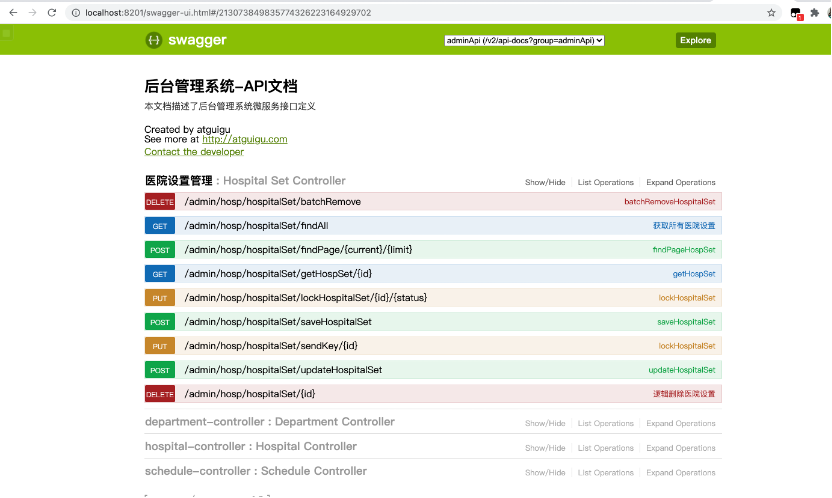 localhost:8201/swagger-ui.html#/213073849835774326223164929702
1
swagger
adminApi (/v2/api-docs?group=adminApi)
Explore
后台管理系统-API文档
本文档描述了后台管理系统微服务接口定义
Created by atguigu
See more at http://atguigu.com
Contact the developer
医院设置管理 : Hospital Set Controller Show/Hide List Operations Expand Operations
DELETE /admin/hosp/hospitalSet/batchRemove batchRemoveHospitalSet
GET /admin/hosp/hospitalSet/findAll 获取所有医院设置
POST /admin/hosp/hospitalSet/findPage/{current}/{limit} findPageHospSet
GET /admin/hosp/hospitalSet/getHospSet/{id} getHospSet
PUT /admin/hosp/hospitalSet/lockHospitalSet/{id}/{status} lockHospitalSet
POST /admin/hosp/hospitalSet/saveHospitalSet saveHospitalSet
PUT /admin/hosp/hospitalSet/sendKey/{id} lockHospitalSet
POST /admin/hosp/hospitalSet/updateHospitalSet updateHospitalSet
DELETE /admin/hosp/hospitalSet/{id} 逻辑删除医院设置
department-controller : Department Controller Show/Hide List Operations Expand Operations
hospital-controller : Hospital Controller Show/Hide List Operations Expand Operations
schedule-controller : Schedule Controller Show/Hide List Operations Expand Operations